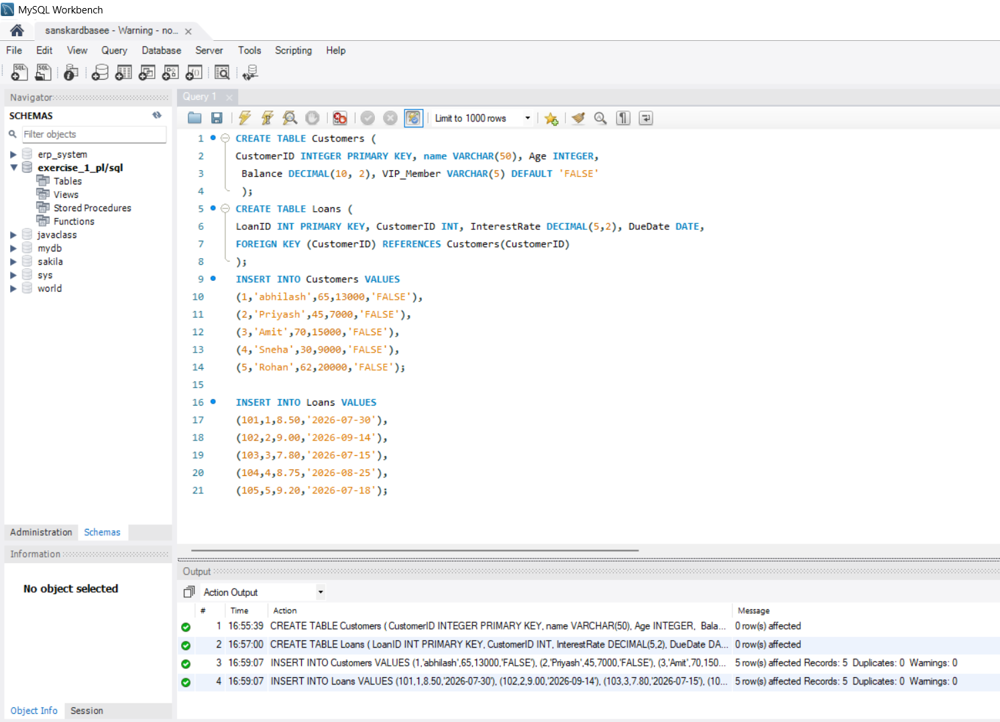 MySQL Workbench
sanskardbasee - Warning - no...
File Edit View Query Database Server Tools Scripting Help
Navigator
SCHEMAS
Filter objects
erp_system
exercise_1_pl/sql
Tables
Views
Stored Procedures
Functions
javaclass
mydb
sakila
sys
world
Administration Schemas
Information
No object selected
Object Info Session
Query 1
Limit to 1000 rows
1 CREATE TABLE Customers (
2 CustomerID INTEGER PRIMARY KEY, name VARCHAR(50), Age INTEGER,
3 Balance DECIMAL(10, 2), VIP_Member VARCHAR(5) DEFAULT 'FALSE'
4 );
5 CREATE TABLE Loans (
6 LoanID INT PRIMARY KEY, CustomerID INT, InterestRate DECIMAL(5,2), DueDate DATE,
7 FOREIGN KEY (CustomerID) REFERENCES Customers(CustomerID)
8 );
9 INSERT INTO Customers VALUES
10 (1,'abhilash',65,13000,'FALSE'),
11 (2,'Priyash',45,7000,'FALSE'),
12 (3,'Amit',70,15000,'FALSE'),
13 (4,'Sneha',30,9000,'FALSE'),
14 (5,'Rohan',62,20000,'FALSE');
15
16 INSERT INTO Loans VALUES
17 (101,1,8.50,'2026-07-30'),
18 (102,2,9.00,'2026-09-14'),
19 (103,3,7.80,'2026-07-15'),
20 (104,4,8.75,'2026-08-25'),
21 (105,5,9.20,'2026-07-18');
Output
Action Output
# Time Action Message
1 16:55:39 CREATE TABLE Customers ( CustomerID INTEGER PRIMARY KEY, name VARCHAR(50), Age INTEGER, Bala... 0 row(s) affected
2 16:57:00 CREATE TABLE Loans ( LoanID INT PRIMARY KEY, CustomerID INT, InterestRate DECIMAL(5,2), DueDate DA... 0 row(s) affected
3 16:59:07 INSERT INTO Customers VALUES (1,'abhilash',65,13000,'FALSE'), (2,'Priyash',45,7000,'FALSE'), (3,'Amit',70,150... 5 row(s) affected Records: 5 Duplicates: 0 Warnings: 0
4 16:59:07 INSERT INTO Loans VALUES (101,1,8.50,'2026-07-30'), (102,2,9.00,'2026-09-14'), (103,3,7.80,'2026-07-15'), (10... 5 row(s) affected Records: 5 Duplicates: 0 Warnings: 0